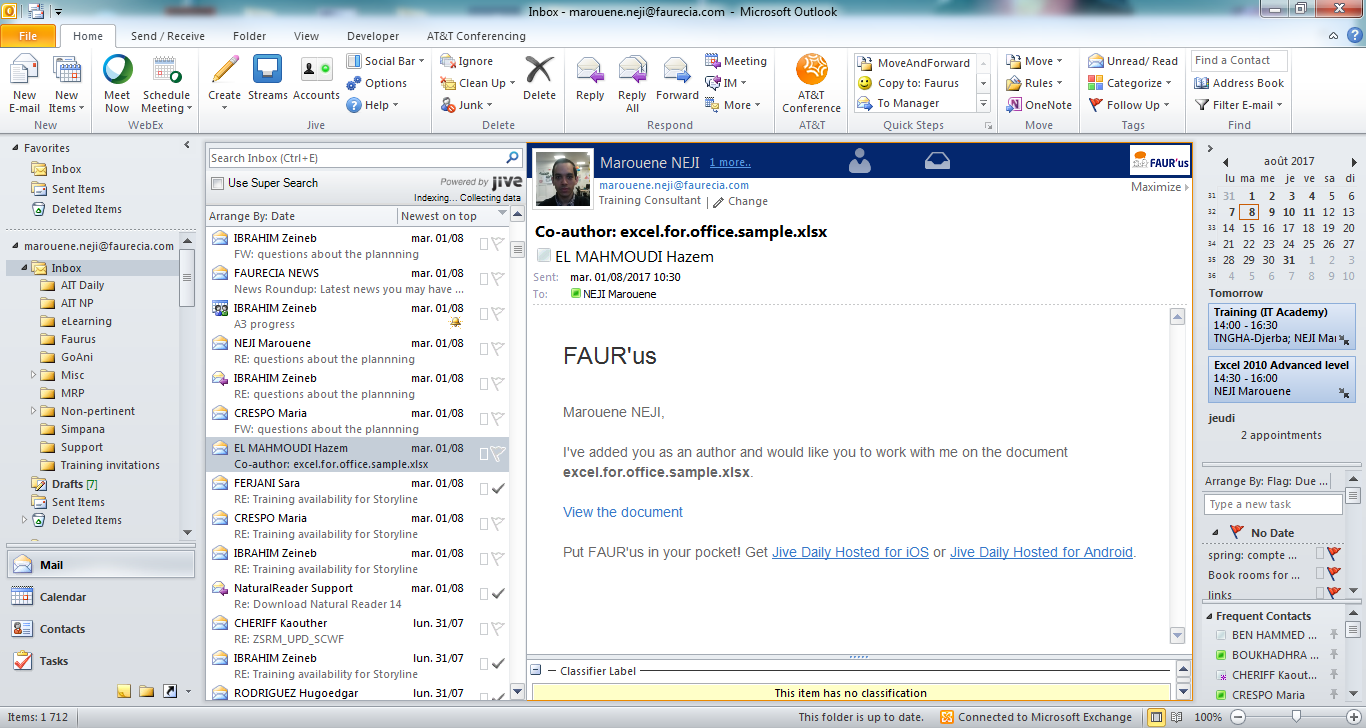 Inbox - marouene.neji@faurecia.com - Microsoft Outlook
File Home Send / Receive Folder View Developer AT&T Conferencing
New E-mail
New Items
New
Meet Now
Schedule Meeting
WebEx
Create
Streams
Accounts
Social Bar
Options
Help
Jive
Ignore
Clean Up
Junk
Delete
Delete
Reply
Reply All
Forward
Meeting
IM
More
Respond
AT&T Conference
AT&T
MoveAndForward
Copy to: Faurus
To Manager
Quick Steps
Move
Rules
OneNote
Move
Unread/ Read
Categorize
Follow Up
Tags
Find a Contact
Address Book
Filter E-mail
Find
Favorites
Inbox
Sent Items
Deleted Items
marouene.neji@faurecia.com
Inbox
AIT Daily
AIT NP
eLearning
Faurus
GoAni
Misc
MRP
Non-pertinent
Simpana
Support
Training invitations
Drafts [7]
Sent Items
Deleted Items
Mail
Calendar
Contacts
Tasks
Search Inbox (Ctrl+E)
Use Super Search
Powered by jive
Indexing... Collecting data
Arrange By: Date Newest on top
IBRAHIM Zeineb mar. 01/08
FW: questions about the plannning
FAURECIA NEWS mar. 01/08
News Roundup: Latest news you may have ...
IBRAHIM Zeineb mar. 01/08
A3 progress
NEJI Marouene mar. 01/08
RE: questions about the plannning
IBRAHIM Zeineb mar. 01/08
RE: questions about the plannning
CRESPO Maria mar. 01/08
FW: questions about the plannning
EL MAHMOUDI Hazem mar. 01/08
Co-author: excel.for.office.sample.xlsx
FERJANI Sara mar. 01/08
RE: Training availability for Storyline
CRESPO Maria mar. 01/08
RE: Training availability for Storyline
IBRAHIM Zeineb mar. 01/08
RE: Training availability for Storyline
NaturalReader Support mar. 01/08
Re: Download Natural Reader 14
CHERIFF Kaouther lun. 31/07
RE: ZSRM_UPD_SCWF
IBRAHIM Zeineb lun. 31/07
RE: Training availability for Storyline
RODRIGUEZ Hugoedgar lun. 31/07
Marouene NEJI 1 more..
FAUR'us
marouene.neji@faurecia.com
Training Consultant | Change
Maximize
Co-author: excel.for.office.sample.xlsx
EL MAHMOUDI Hazem
Sent: mar. 01/08/2017 10:30
To: NEJI Marouene
FAUR'us
Marouene NEJI,
I've added you as an author and would like you to work with me on the document
excel.for.office.sample.xlsx.
View the document
Put FAUR'us in your pocket! Get Jive Daily Hosted for iOS or Jive Daily Hosted for Android.
Classifier Label
This item has no classification
août 2017
lu ma me je ve sa di
31 31 1 2 3 4 5 6
32 7 8 9 10 11 12 13
33 14 15 16 17 18 19 20
34 21 22 23 24 25 26 27
35 28 29 30 31 1 2 3
36 4 5 6 7 8 9 10
Tomorrow
Training (IT Academy)
14:00 - 16:30
TNGHA-Djerba; NEJI Mar
Excel 2010 Advanced level
14:30 - 16:00
NEJI Marouene
jeudi
2 appointments
Arrange By: Flag: Due ...
Type a new task
No Date
spring: compte ...
Book rooms for ...
links
Frequent Contacts
BEN HAMMED ...
BOUKHADHRA ...
CHERIFF Kaout...
CRESPO Maria
Items: 1 712
This folder is up to date.
Connected to Microsoft Exchange
100%